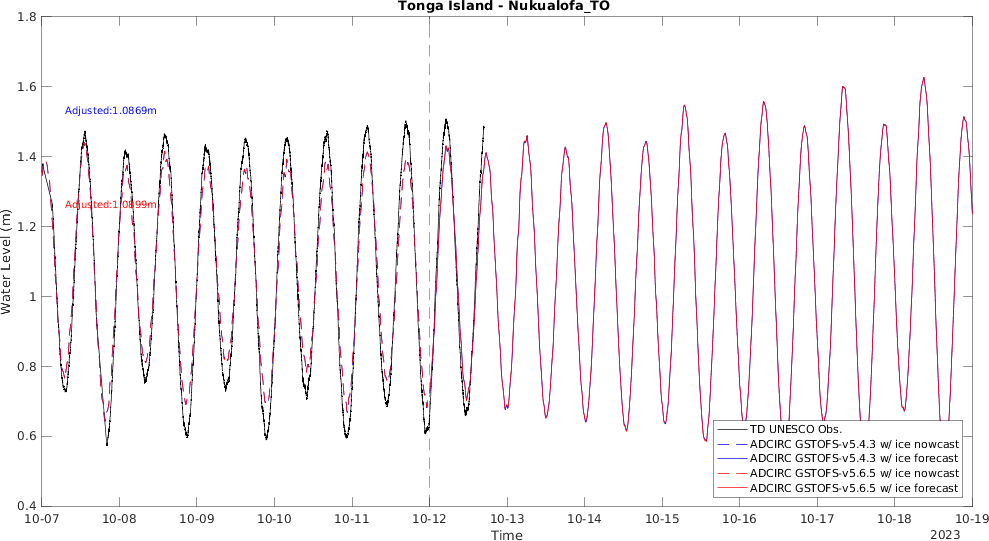 Tonga Island - Nukualofa_TO
1.8
1.6
1.4
1.2
1
0.8
0.6
0.4
Water Level (m)
Adjusted:1.0869m
Adjusted:1.0899m
TD UNESCO Obs.
ADCIRC GSTOFS-v5.4.3 w/ ice nowcast
ADCIRC GSTOFS-v5.4.3 w/ ice forecast
ADCIRC GSTOFS-v5.6.5 w/ ice nowcast
ADCIRC GSTOFS-v5.6.5 w/ ice forecast
10-07 10-08 10-09 10-10 10-11 10-12 10-13 10-14 10-15 10-16 10-17 10-18 10-19
Time
2023